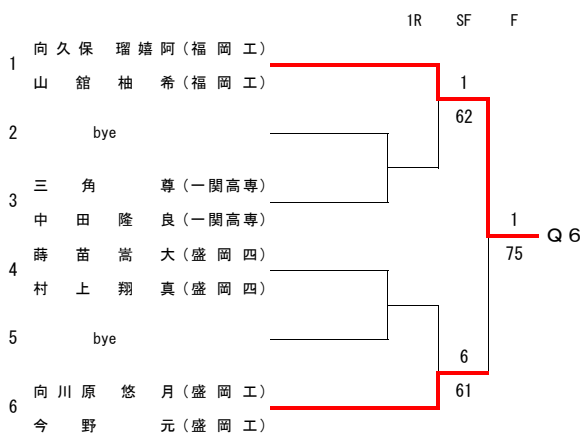 1R SF F
向久保 瑠嬉阿(福岡工)
1
山舘柚希(福岡工)
1
62
2 bye
三角 尊(一関高専)
3
中田隆良(一関高専)
1
Q6
75
蒔苗嵩大(盛岡四)
4
村上翔真(盛岡四)
5 bye
6
61
向川原 悠月(盛岡工)
6
今野 元(盛岡工)